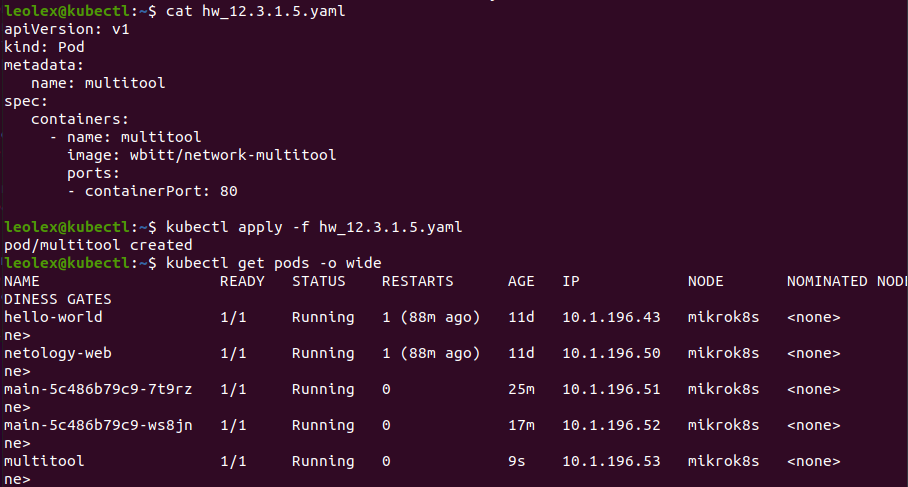 leolex@kubectl:~$ cat hw_12.3.1.5.yaml
apiVersion: v1
kind: Pod
metadata:
   name: multitool
spec:
   containers:
     - name: multitool
       image: wbitt/network-multitool
       ports:
       - containerPort: 80

leolex@kubectl:~$ kubectl apply -f hw_12.3.1.5.yaml
pod/multitool created
leolex@kubectl:~$ kubectl get pods -o wide
NAME                    READY   STATUS    RESTARTS      AGE   IP            NODE      NOMINATED NODE
DINESS GATES
hello-world             1/1     Running   1 (88m ago)   11d   10.1.196.43   mikrok8s   <none>
ne>
netology-web            1/1     Running   1 (88m ago)   11d   10.1.196.50   mikrok8s   <none>
ne>
main-5c486b79c9-7t9rz   1/1     Running   0             25m   10.1.196.51   mikrok8s   <none>
ne>
main-5c486b79c9-ws8jn   1/1     Running   0             17m   10.1.196.52   mikrok8s   <none>
ne>
multitool               1/1     Running   0             9s    10.1.196.53   mikrok8s   <none>
ne>